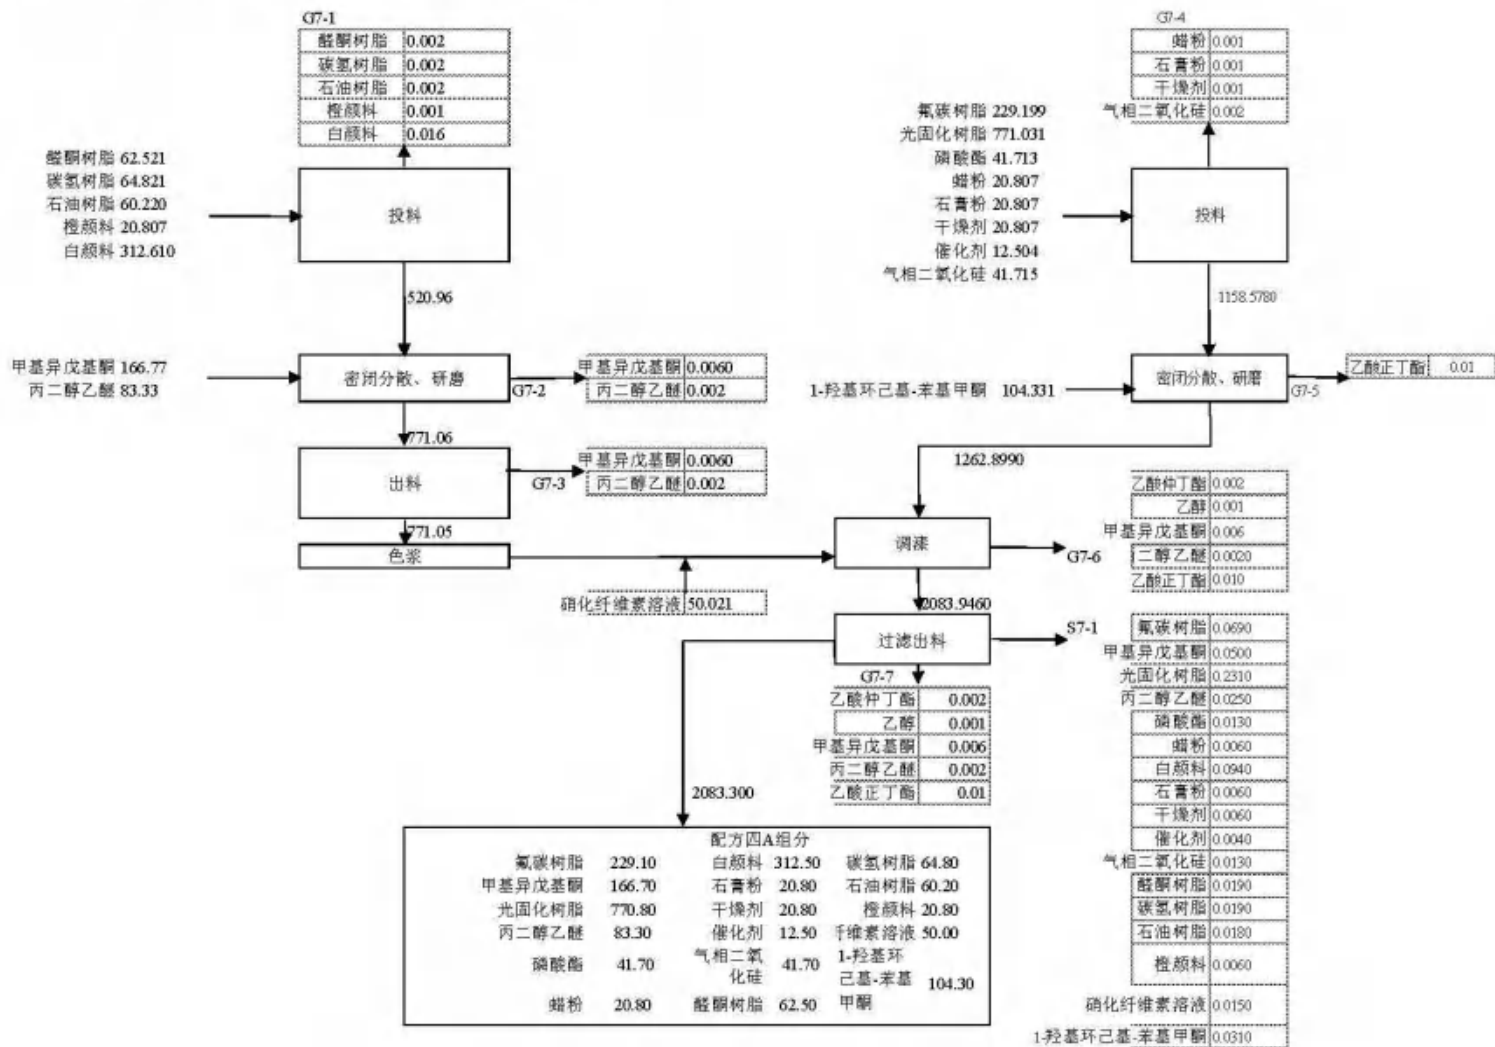 G7-1
醛酮树脂 0.002
碳氢树脂 0.002
石油树脂 0.002
橙颜料 0.001
白颜料 0.016
醛酮树脂 62.521
碳氢树脂 64.821
石油树脂 60.220
橙颜料 20.807
白颜料 312.610
投料
520.96
甲基异戊基酮 166.77
丙二醇乙醚 83.33
密闭分散、研磨
G7-2
甲基异戊基酮 0.0060
丙二醇乙醚 0.002
771.06
出料
G7-3
甲基异戊基酮 0.0060
丙二醇乙醚 0.002
771.05
色浆
硝化纤维素溶液 50.021
G7-4
蜡粉 0.001
石膏粉 0.001
干燥剂 0.001
气相二氧化硅 0.002
氟碳树脂 229.199
光固化树脂 771.031
磷酸酯 41.713
蜡粉 20.807
石膏粉 20.807
干燥剂 20.807
催化剂 12.504
气相二氧化硅 41.715
投料
1158.5780
1-羟基环己基-苯基甲酮 104.331
密闭分散、研磨
G7-5
乙酸正丁酯 0.01
1262.8990
调漆
G7-6
乙酸仲丁酯 0.002
乙醇 0.001
甲基异戊基酮 0.006
二醇乙醚 0.0020
乙酸正丁酯 0.010
2083.9460
过滤出料
S7-1
氟碳树脂 0.0690
甲基异戊基酮 0.0500
光固化树脂 0.2310
丙二醇乙醚 0.0250
磷酸酯 0.0130
蜡粉 0.0060
白颜料 0.0940
石膏粉 0.0060
干燥剂 0.0060
催化剂 0.0040
气相二氧化硅 0.0130
醛酮树脂 0.0190
碳氢树脂 0.0190
石油树脂 0.0180
橙颜料 0.0060
硝化纤维素溶液 0.0150
1-羟基环己基-苯基甲酮 0.0310
G7-7
乙酸仲丁酯 0.002
乙醇 0.001
甲基异戊基酮 0.006
丙二醇乙醚 0.002
乙酸正丁酯 0.01
2083.300
配方四A组分
氟碳树脂 229.10 白颜料 312.50 碳氢树脂 64.80
甲基异戊基酮 166.70 石膏粉 20.80 石油树脂 60.20
光固化树脂 770.80 干燥剂 20.80 橙颜料 20.80
丙二醇乙醚 83.30 催化剂 12.50 纤维素溶液 50.00
磷酸酯 41.70 气相二氧 化硅 41.70 1-羟基环 己基-苯基 104.30
蜡粉 20.80 醛酮树脂 62.50 甲酮